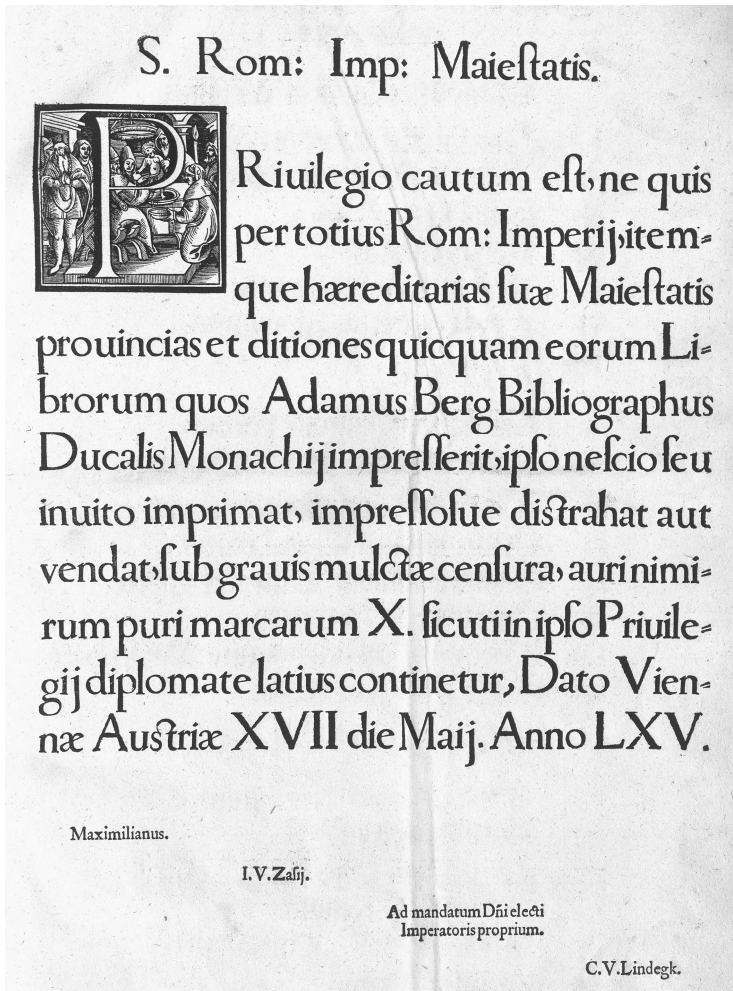 S. Rom: Imp: Maieſtatis.
PRiuilegio cautum eſt, ne quis
per totius Rom: Imperij, item-
que hæreditarias ſuæ Maieſtatis
prouincias et ditiones quicquam eorum Li-
brorum quos Adamus Berg Bibliographus
Ducalis Monachij impreſſerit, ipſo neſcio ſeu
inuito imprimat, impreſſoſue diſtrahat aut
vendat, ſub grauis mulctæ cenſura, auri nimi-
rum puri marcarum X. ſicuti in ipſo Priuile-
gij diplomate latius continetur, Dato Vien-
næ Auſtriæ XVII die Maij. Anno LXV.
Maximilianus.
I.V.Zaſij.
Ad mandatum Dñi electi
Imperatoris proprium.
C.V.Lindegk.